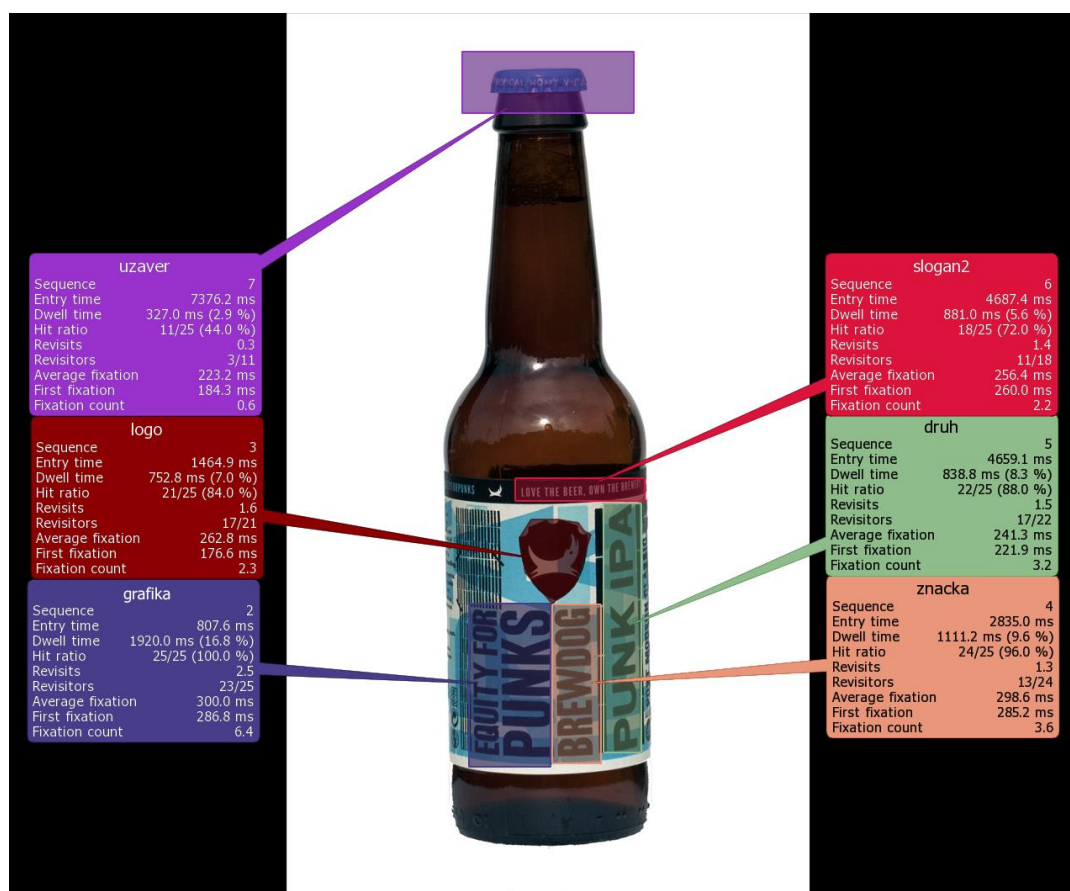 TROPICAL/HOPPY
uzaver
Sequence 7
Entry time 7376.2 ms
Dwell time 327.0 ms (2.9 %)
Hit ratio 11/25 (44.0 %)
Revisits 0.3
Revisitors 3/11
Average fixation 223.2 ms
First fixation 184.3 ms
Fixation count 0.6
logo
Sequence 3
Entry time 1464.9 ms
Dwell time 752.8 ms (7.0 %)
Hit ratio 21/25 (84.0 %)
Revisits 1.6
Revisitors 17/21
Average fixation 262.8 ms
First fixation 176.6 ms
Fixation count 2.3
grafika
Sequence 2
Entry time 807.6 ms
Dwell time 1920.0 ms (16.8 %)
Hit ratio 25/25 (100.0 %)
Revisits 2.5
Revisitors 23/25
Average fixation 300.0 ms
First fixation 286.8 ms
Fixation count 6.4
LOVE THE BEER, OWN THE BREWERY
EQUITY FOR
PUNKS
BREWDOG
PUNK IPA
slogan2
Sequence 6
Entry time 4687.4 ms
Dwell time 881.0 ms (5.6 %)
Hit ratio 18/25 (72.0 %)
Revisits 1.4
Revisitors 11/18
Average fixation 256.4 ms
First fixation 260.0 ms
Fixation count 2.2
druh
Sequence 5
Entry time 4659.1 ms
Dwell time 838.8 ms (8.3 %)
Hit ratio 22/25 (88.0 %)
Revisits 1.5
Revisitors 17/22
Average fixation 241.3 ms
First fixation 221.9 ms
Fixation count 3.2
znacka
Sequence 4
Entry time 2835.0 ms
Dwell time 1111.2 ms (9.6 %)
Hit ratio 24/25 (96.0 %)
Revisits 1.3
Revisitors 13/24
Average fixation 298.6 ms
First fixation 285.2 ms
Fixation count 3.6